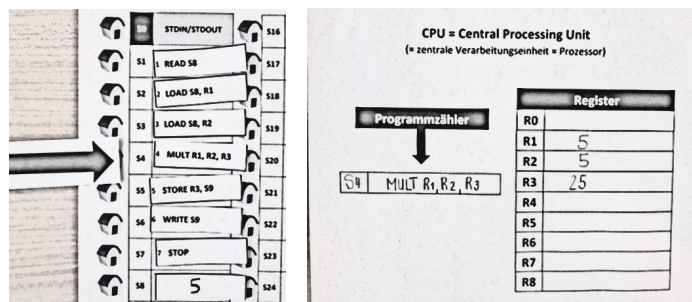 S0 STDIN/STDOUT S16
S1 1 READ S8 S17
S2 2 LOAD S8, R1 S18
S3 3 LOAD S8, R2 S19
S4 4 MULT R1, R2, R3 S20
S5 5 STORE R3, S9 S21
S6 6 WRITE S9 S22
S7 7 STOP S23
S8 5 S24
CPU = Central Processing Unit
(= zentrale Verarbeitungseinheit = Prozessor)
Programmzähler
S4 MULT R1, R2, R3
Register
R0
R1 5
R2 5
R3 25
R4
R5
R6
R7
R8